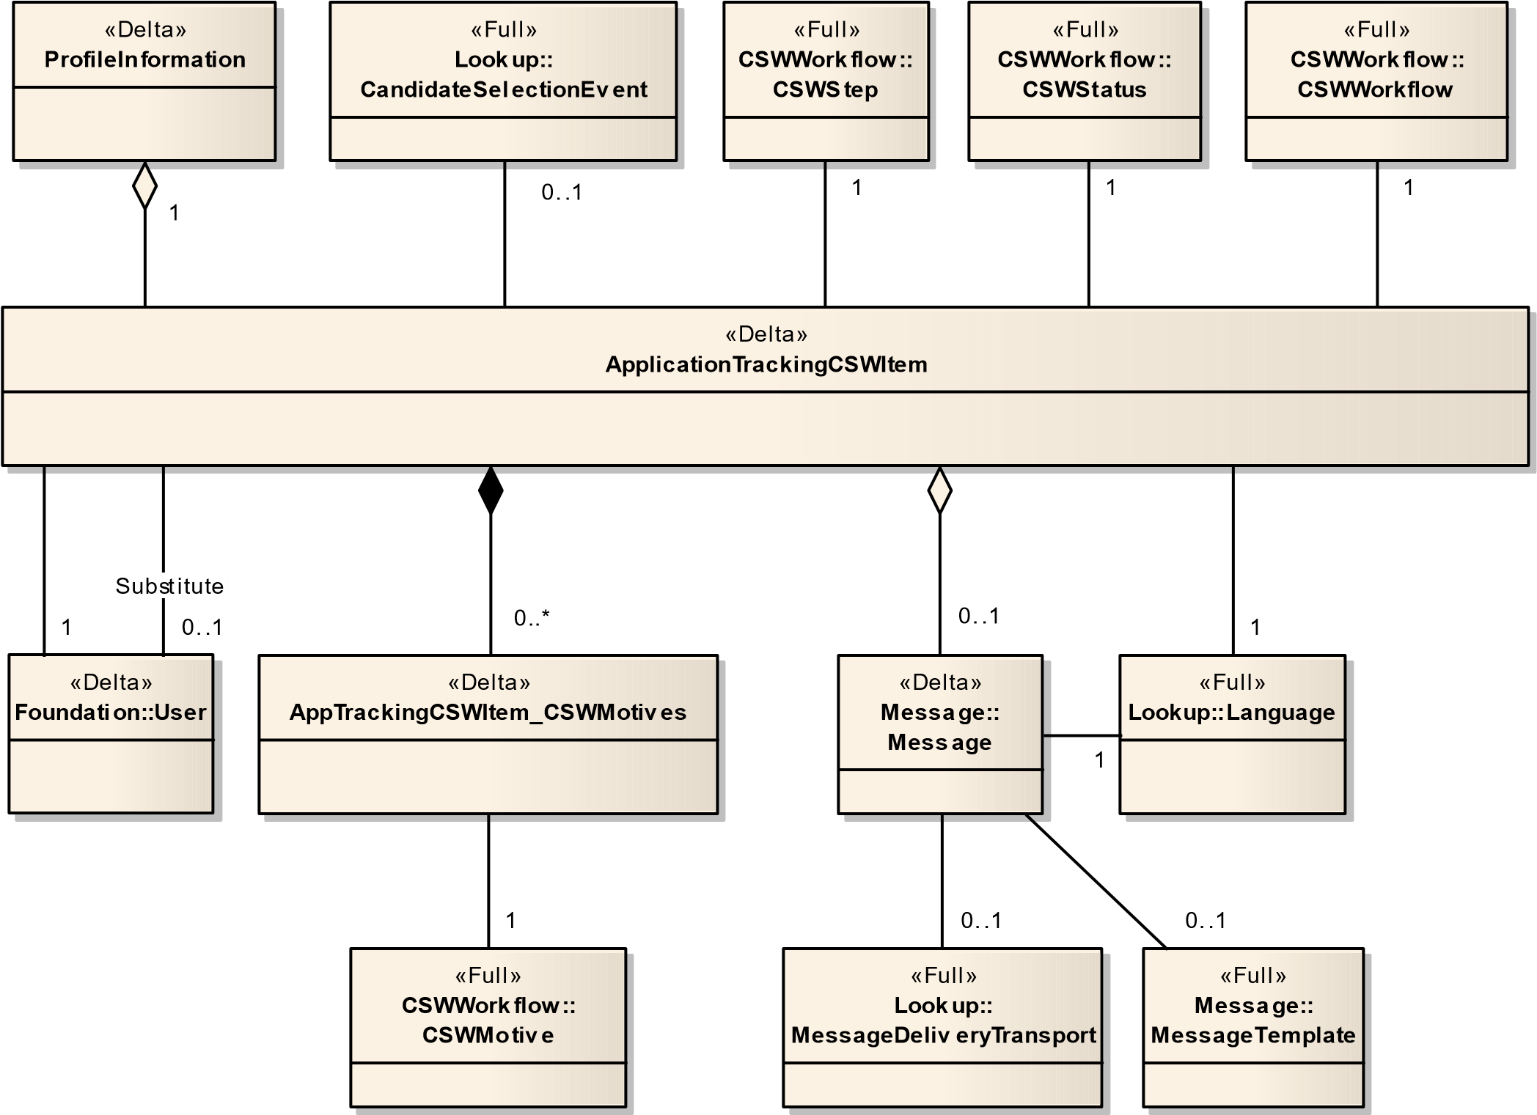 «Delta»
ProfileInformation
«Full»
Lookup::
CandidateSelectionEvent
«Full»
CSWWorkflow::
CSWStep
«Full»
CSWWorkflow::
CSWStatus
«Full»
CSWWorkflow::
CSWWorkflow
1
0..1
1
1
1
«Delta»
ApplicationTrackingCSWItem
Substitute
1
0..1
0..*
0..1
1
«Delta»
Foundation::User
«Delta»
AppTrackingCSWItem_CSWMotives
«Delta»
Message::
Message
«Full»
Lookup::Language
1
1
0..1
0..1
«Full»
CSWWorkflow::
CSWMotive
«Full»
Lookup::
MessageDeliveryTransport
«Full»
Message::
MessageTemplate